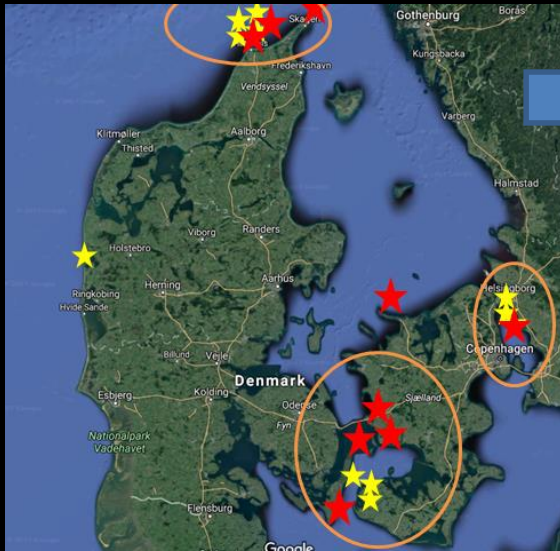 Gothenburg
Borås
Skagen
Kungsbacka
Frederikshavn
Vendsyssel
Varberg
Klitmøller
Aalborg
Thisted
Halmstad
Viborg
Randers
Holstebro
Helsingborg
Aarhus
Herning
Ringkobing
Hvide Sande
Copenhagen
Billund
Vejle
Denmark
Sjælland
Esbjerg
Kolding
Odense
Fyn
Nationalpark
Vadehavet
Flensburg
Google